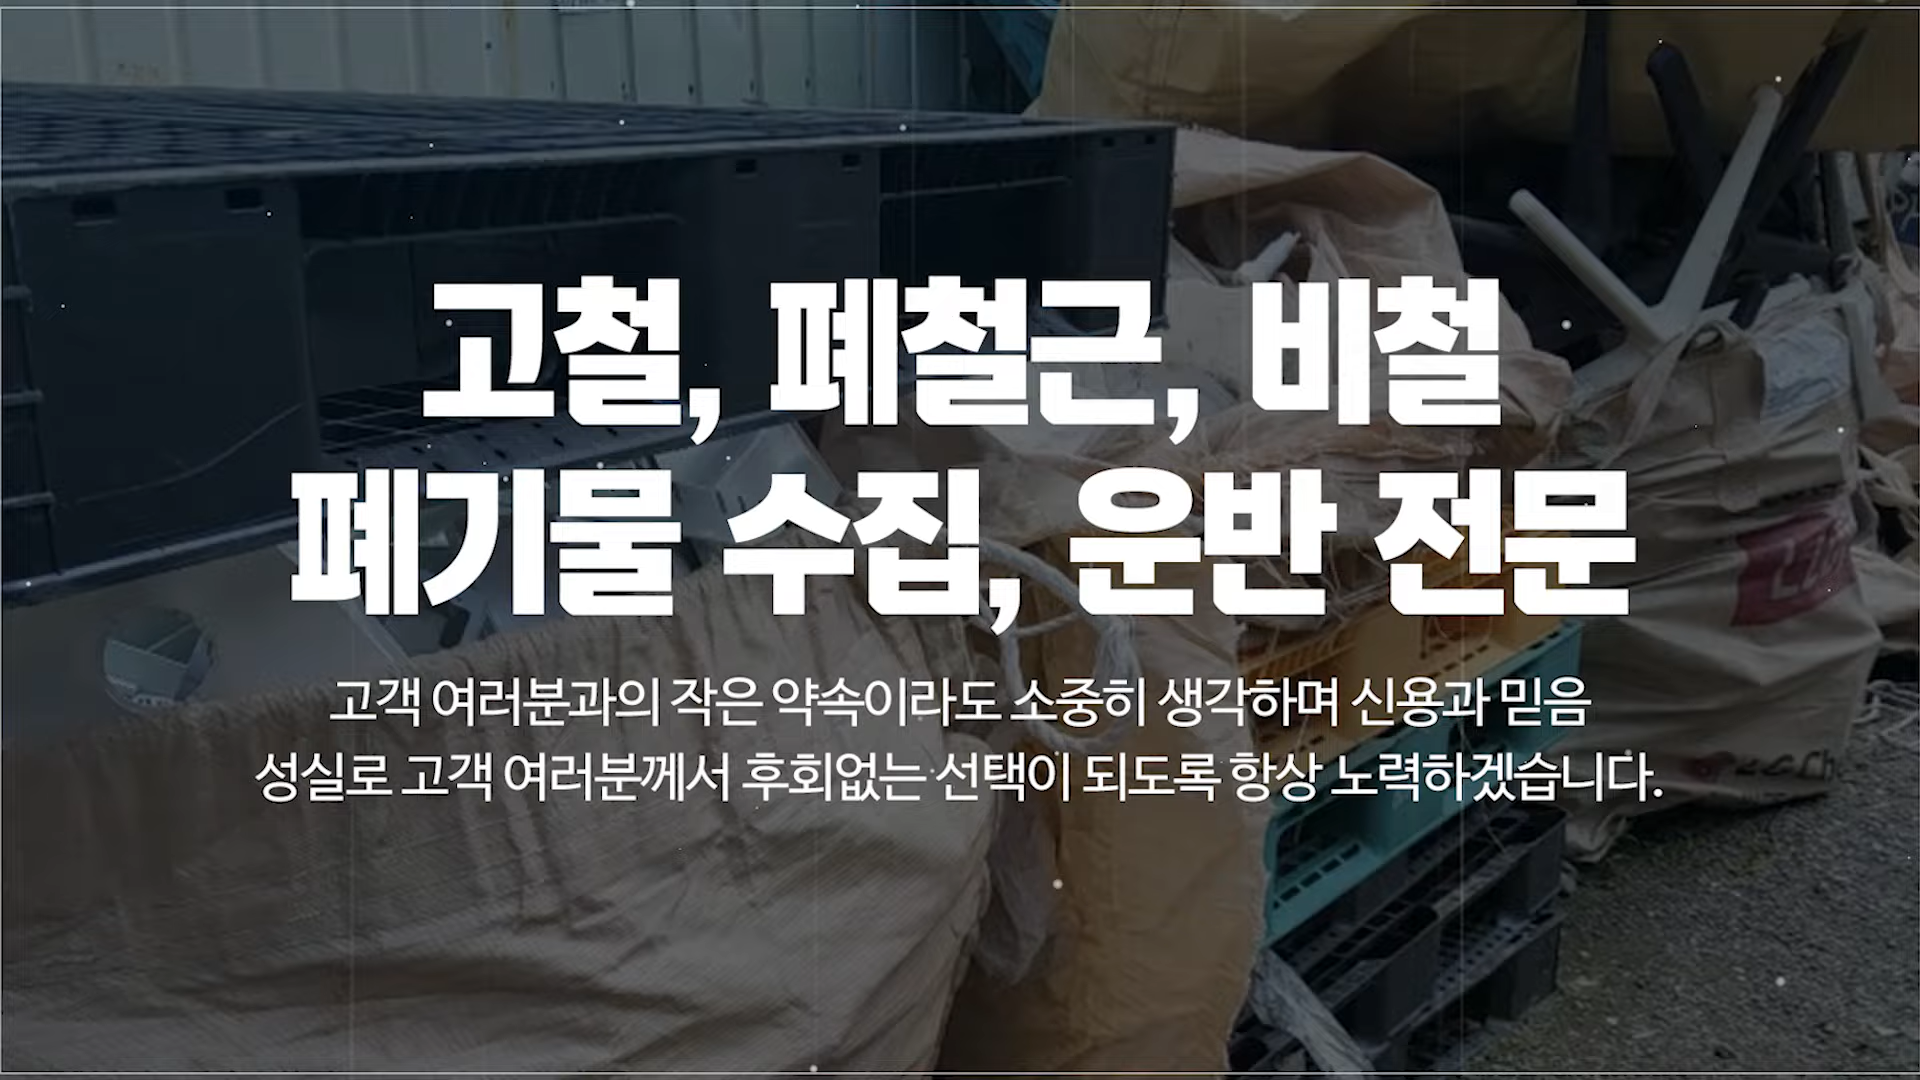 고철, 폐철근, 비철
폐기물 수집, 운반 전문
고객 여러분과의 작은 약속이라도 소중히 생각하며 신용과 믿음
성실로 고객 여러분께서 후회없는 선택이 되도록 항상 노력하겠습니다.